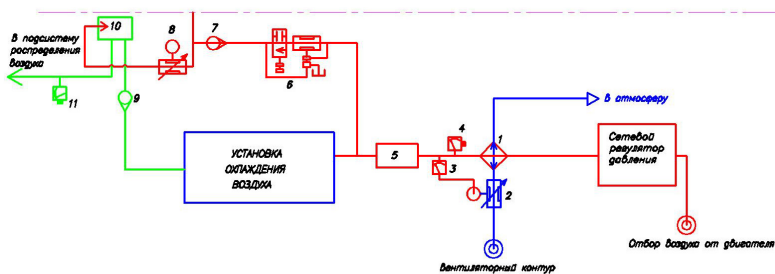 10
8
7
В подсистему
распределения
воздуха
6
11
9
4
В атмосферу
1
УСТАНОВКА
ОХЛАЖДЕНИЯ
ВОЗДУХА
5
3
2
Сетевой
регулятор
давления
Отбор воздуха от двигателя
Вентиляторный контур